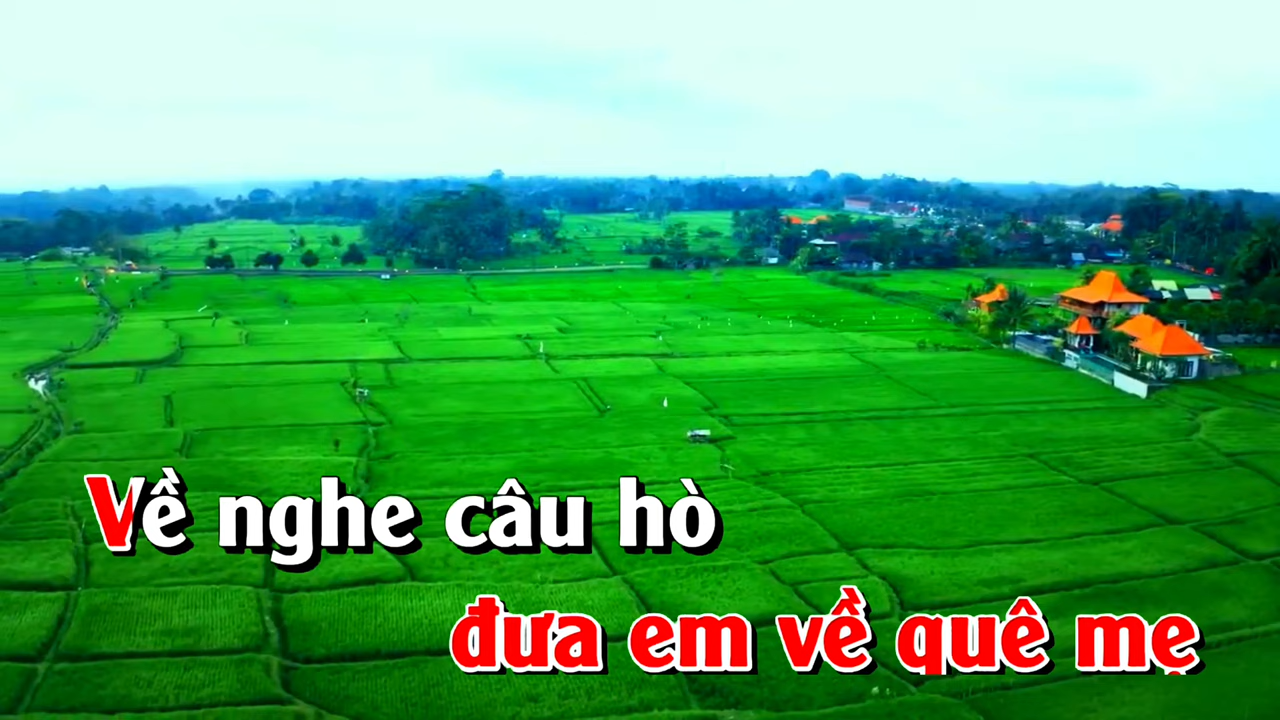 Về nghe câu hò
đưa em về quê mẹ